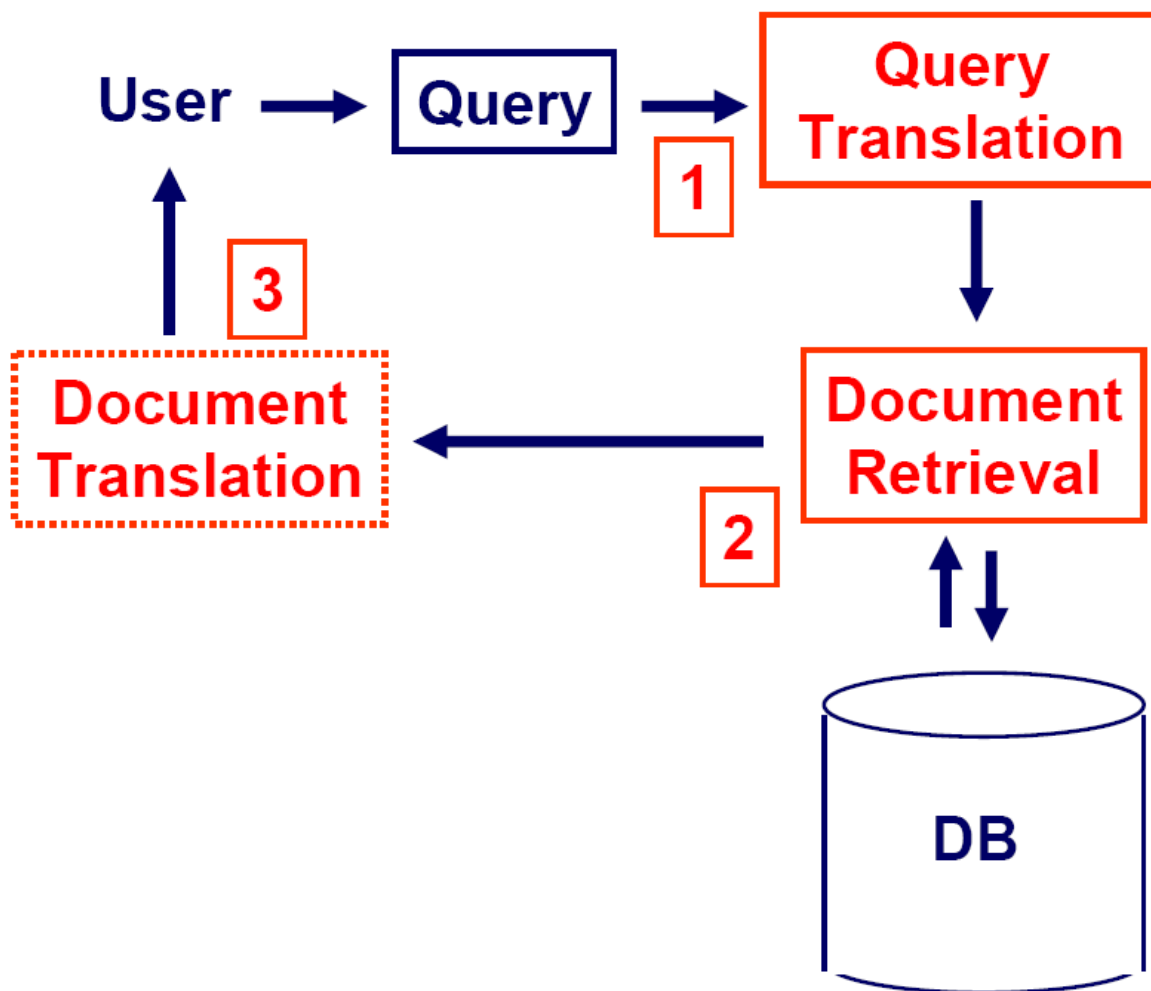 User
Query
Query
Translation
1
3
Document
Translation
Document
Retrieval
2
DB